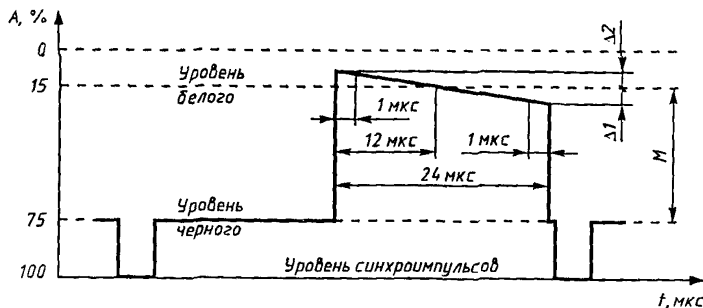 А, %
0
Уровень
15
белого
1 мкс
12 мкс
1 мкс
24 мкс
Δ2
Δ1
М
Уровень
75
черного
Уровень синхроимпульсов
100
t, мкс